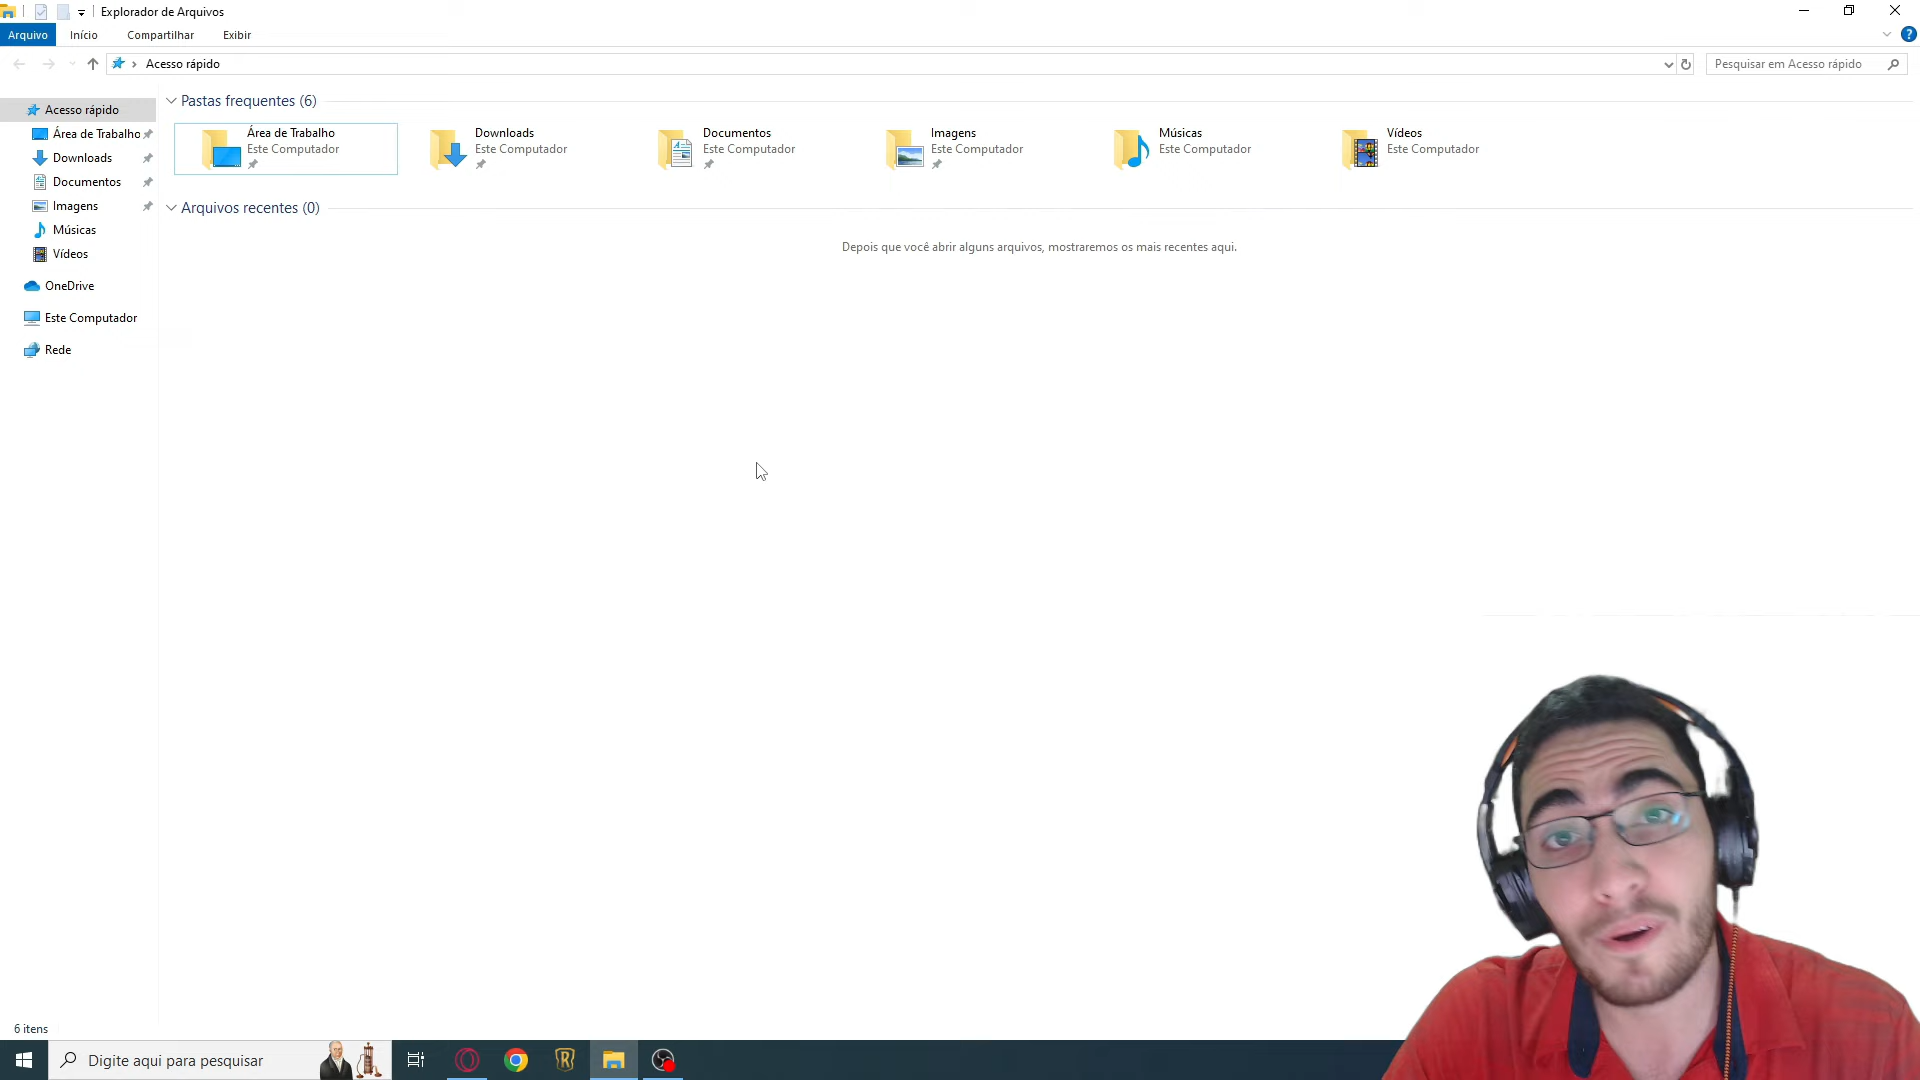 Explorador de Arquivos
Arquivo Início Compartilhar Exibir
Acesso rápido
Pesquisar em Acesso rápido
Acesso rápido
Área de Trabalho
Downloads
Documentos
Imagens
Músicas
Vídeos
OneDrive
Este Computador
Rede
Pastas frequentes (6)
Área de Trabalho
Este Computador
Downloads
Este Computador
Documentos
Este Computador
Imagens
Este Computador
Músicas
Este Computador
Vídeos
Este Computador
Arquivos recentes (0)
Depois que você abrir alguns arquivos, mostraremos os mais recentes aqui.
6 itens
Digite aqui para pesquisar